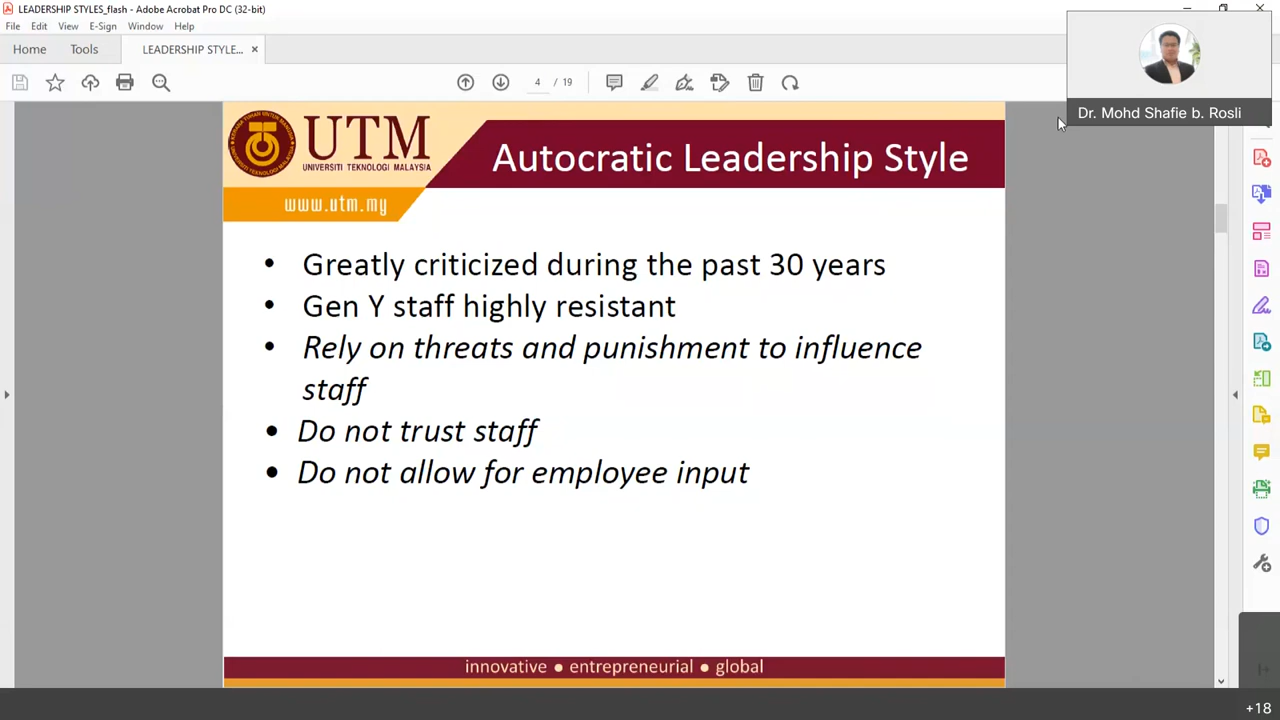 LEADERSHIP STYLES_flash - Adobe Acrobat Pro DC (32-bit)
File Edit View E-Sign Window Help
Home Tools LEADERSHIP STYLE... ×
4 / 19
Dr. Mohd Shafie b. Rosli
UTM
UNIVERSITI TEKNOLOGI MALAYSIA
www.utm.my
Autocratic Leadership Style
• Greatly criticized during the past 30 years
• Gen Y staff highly resistant
• Rely on threats and punishment to influence
staff
• Do not trust staff
• Do not allow for employee input
innovative ● entrepreneurial ● global
+18